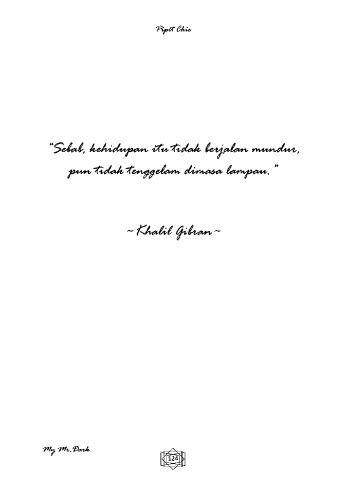 Pipit Chie
“Sebab, kehidupan itu tidak berjalan mundur,
pun tidak tenggelam dimasa lampau.”
~ Khalil Gibran ~
My Mr.Dark
124